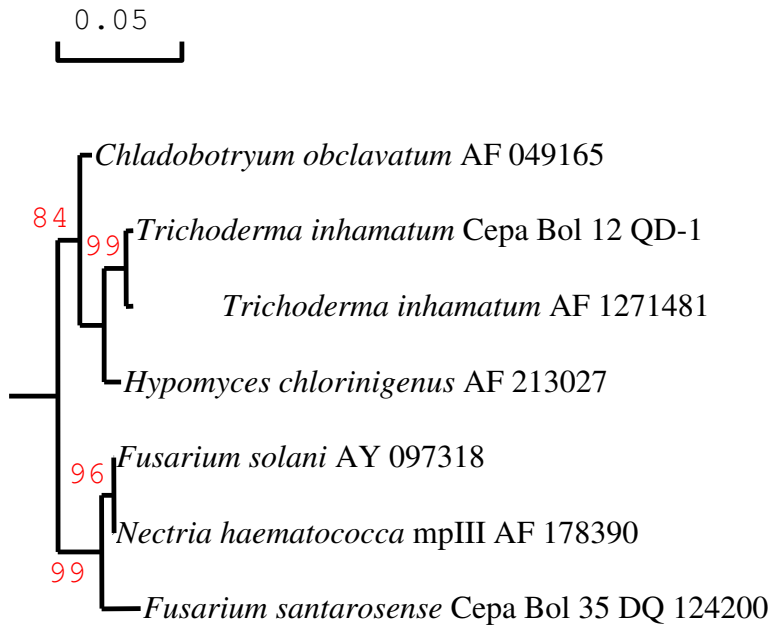 0.05
Chladobotryum obclavatum AF 049165
84
99
Trichoderma inhamatum Cepa Bol 12 QD-1
Trichoderma inhamatum AF 1271481
Hypomyces chlorinigenus AF 213027
96
Fusarium solani AY 097318
Nectria haematococca mpIII AF 178390
99
Fusarium santarosense Cepa Bol 35 DQ 124200